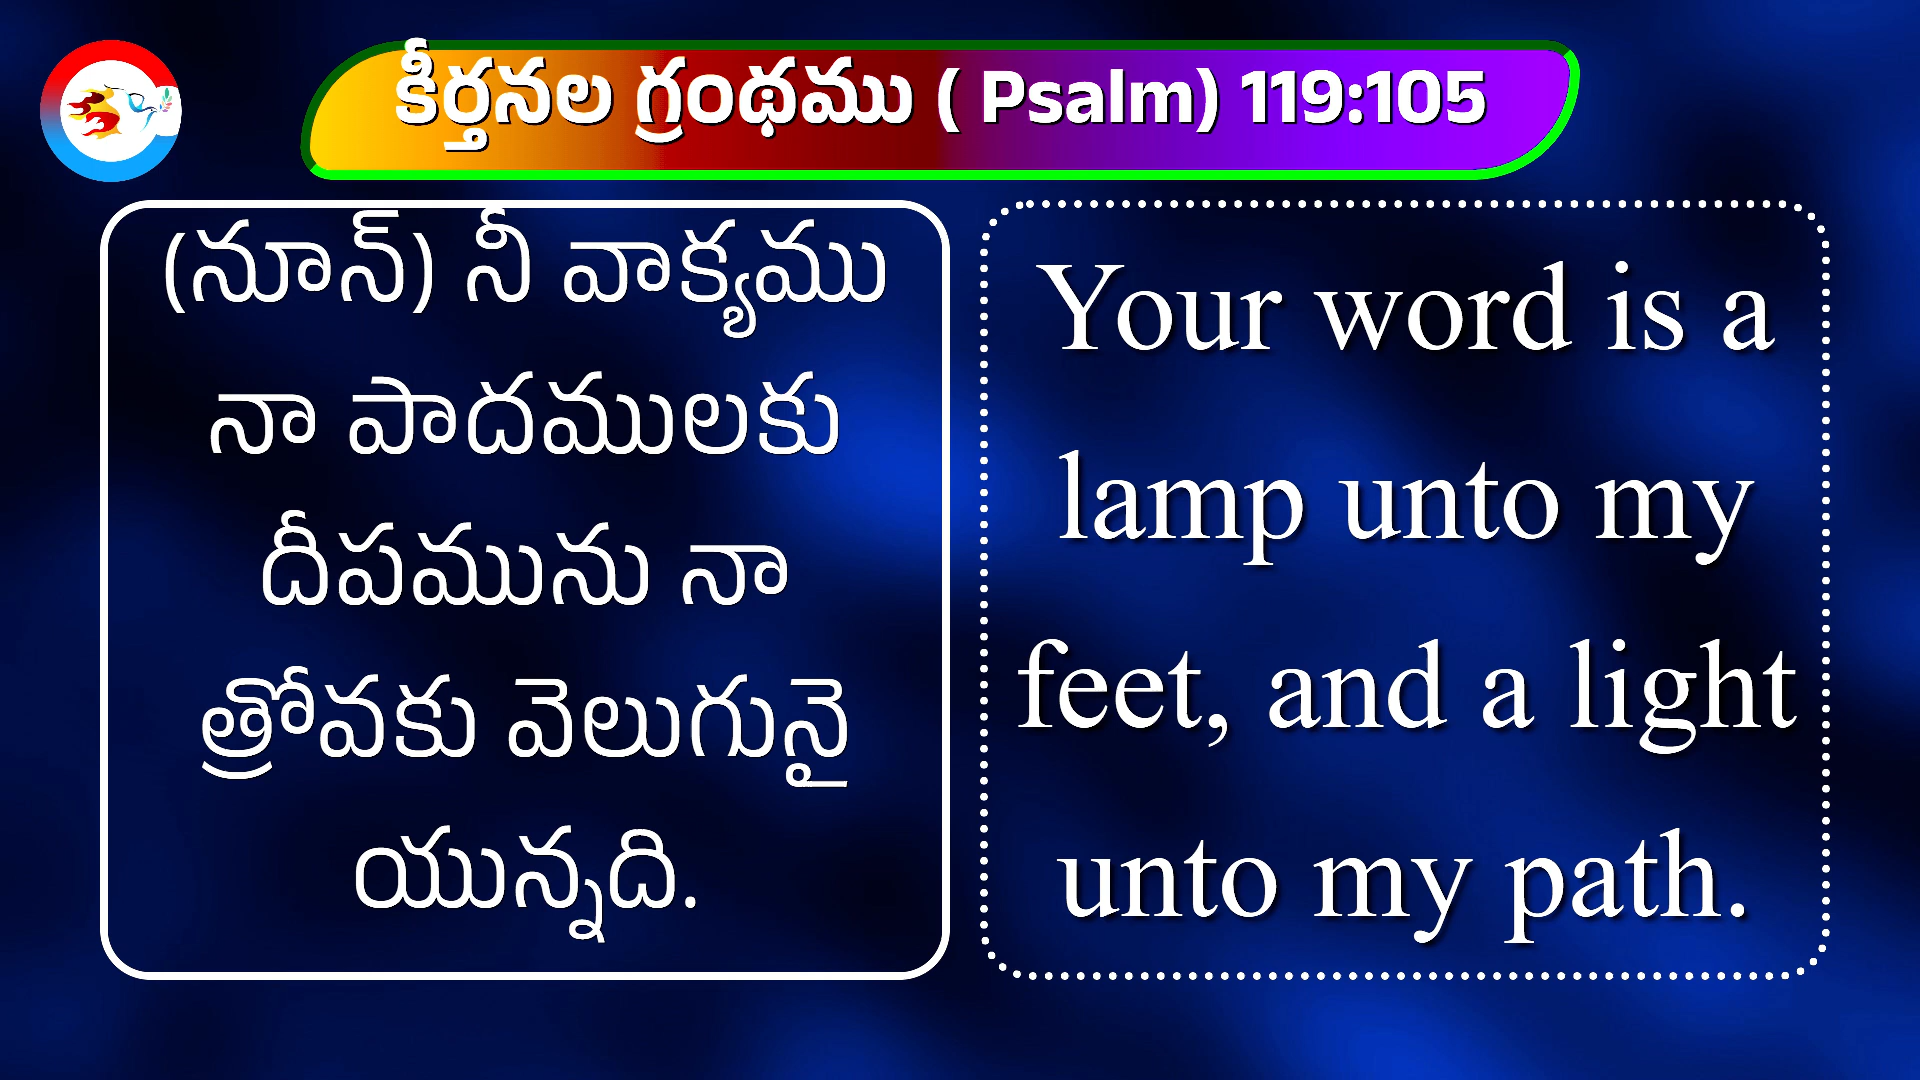 కీర్తనల గ్రంథము ( Psalm) 119:105
(నూన్) నీ వాక్యము
నా పాదములకు
దీపమును నా
త్రోవకు వెలుగునై
యున్నది.
Your word is a
lamp unto my
feet, and a light
unto my path.